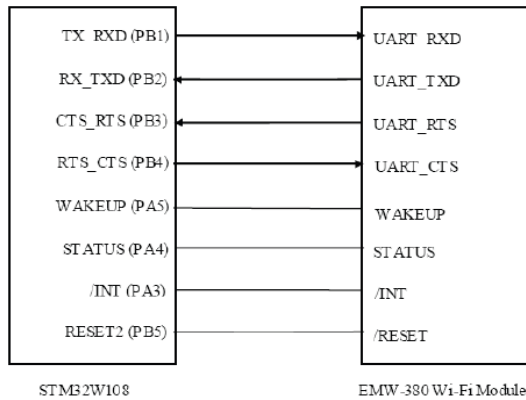 TX_RXD (PB1) UART_RXD
RX_TXD (PB2) UART_TXD
CTS_RTS (PB3) UART_RTS
RTS_CTS (PB4) UART_CTS
WAKEUP (PA5) WAKEUP
STATUS (PA4) STATUS
/INT (PA3) /INT
RESET2 (PB5) /RESET
STM32W108 EMW-380 Wi-Fi Module